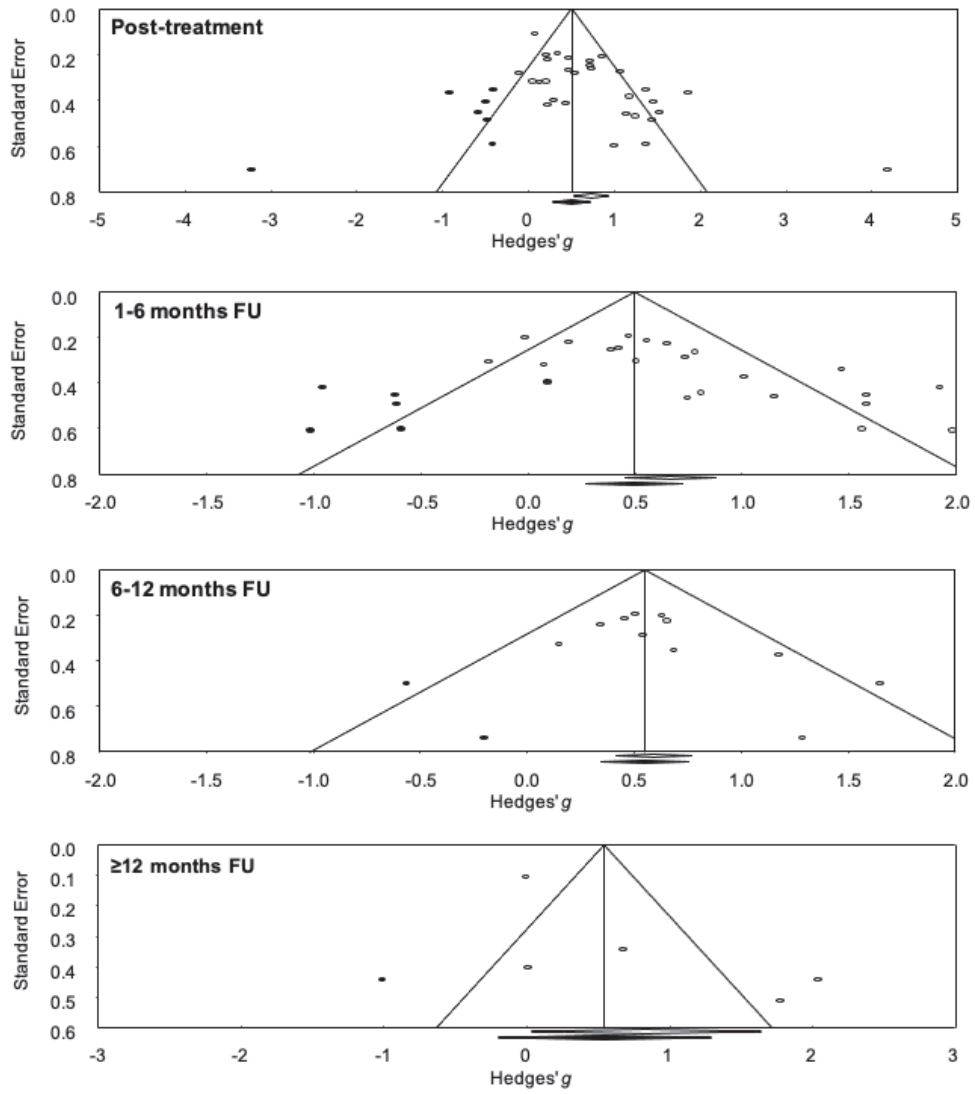 Post-treatment
Standard Error
0.0
0.2
0.4
0.6
0.8
-5 -4 -3 -2 -1 0 1 2 3 4 5
Hedges' g
1-6 months FU
Standard Error
0.0
0.2
0.4
0.6
0.8
-2.0 -1.5 -1.0 -0.5 0.0 0.5 1.0 1.5 2.0
Hedges' g
6-12 months FU
Standard Error
0.0
0.2
0.4
0.6
0.8
-2.0 -1.5 -1.0 -0.5 0.0 0.5 1.0 1.5 2.0
Hedges' g
≥12 months FU
Standard Error
0.0
0.1
0.2
0.3
0.4
0.5
0.6
-3 -2 -1 0 1 2 3
Hedges' g